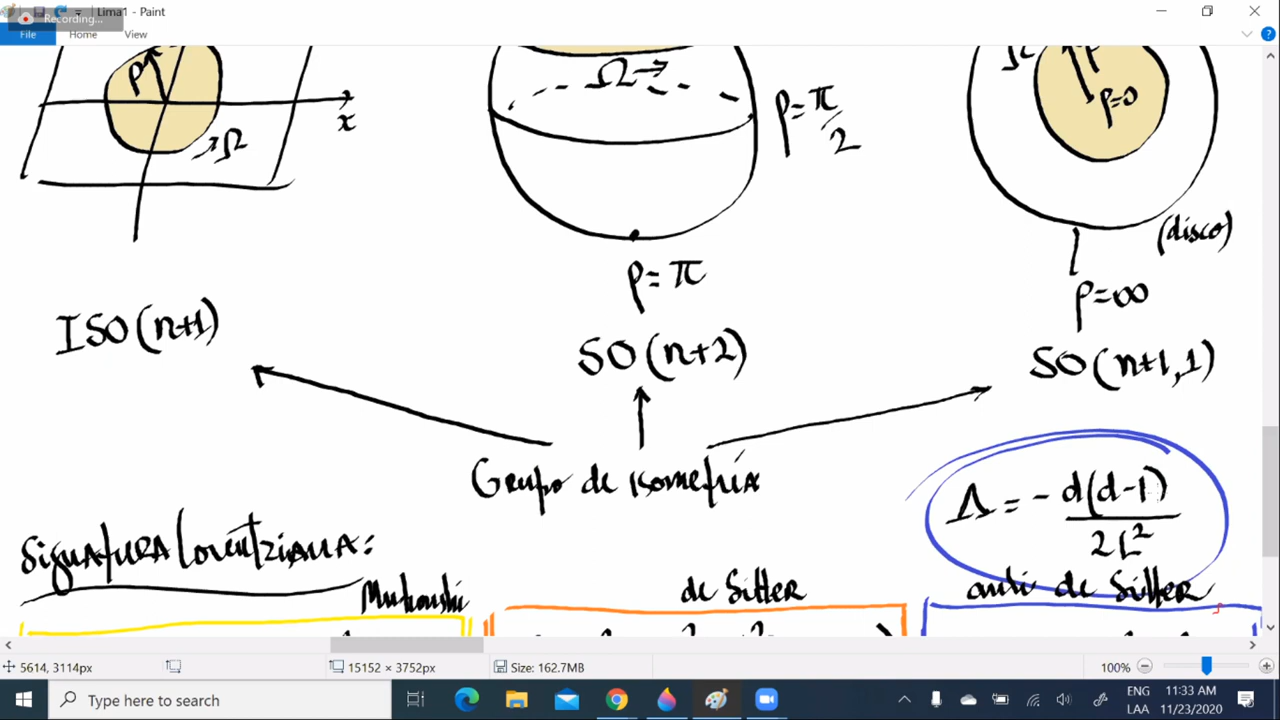 Recording...
Lima1 - Paint
File Home View
ρ
x
Ω
Ω
ρ=π/2
ρ
ρ=0
(disco)
ρ=π
ρ=∞
ISO(n+1)
SO(n+2)
SO(n+1,1)
Grupo de isometría
Λ = - d(d-1)/2L²
Signatura Lorentziana:
de Sitter
anti de Sitter
5614, 3114px
15152 × 3752px
Size: 162.7MB
100%
Type here to search
ENG
LAA
11:33 AM
11/23/2020